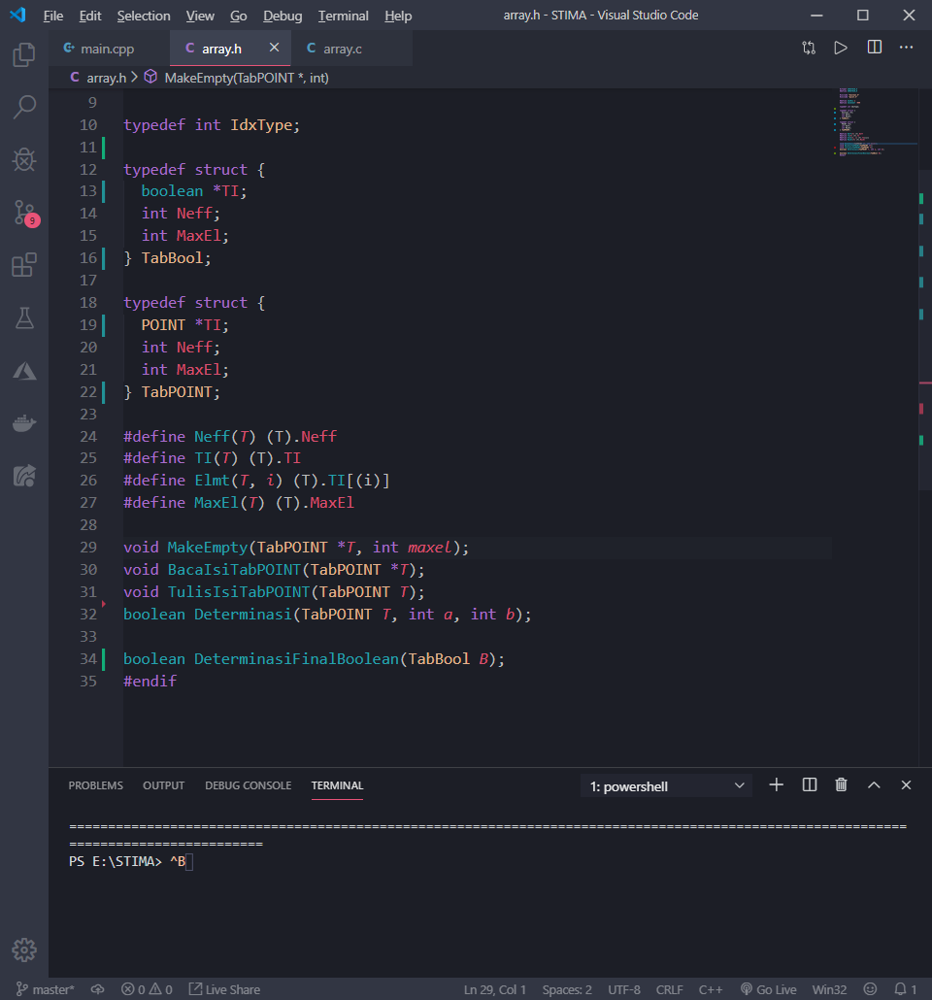 File Edit Selection View Go Debug Terminal Help array.h - STIMA - Visual Studio Code
main.cpp C array.h C array.c
C array.h > MakeEmpty(TabPOINT *, int)
9
10 typedef int IdxType;
11
12 typedef struct {
13 boolean *TI;
14 int Neff;
15 int MaxEl;
16 } TabBool;
17
18 typedef struct {
19 POINT *TI;
20 int Neff;
21 int MaxEl;
22 } TabPOINT;
23
24 #define Neff(T) (T).Neff
25 #define TI(T) (T).TI
26 #define Elmt(T, i) (T).TI[(i)]
27 #define MaxEl(T) (T).MaxEl
28
29 void MakeEmpty(TabPOINT *T, int maxel);
30 void BacaIsiTabPOINT(TabPOINT *T);
31 void TulisIsiTabPOINT(TabPOINT T);
32 boolean Determinasi(TabPOINT T, int a, int b);
33
34 boolean DeterminasiFinalBoolean(TabBool B);
35 #endif
9
PROBLEMS OUTPUT DEBUG CONSOLE TERMINAL 1: powershell
PS E:\STIMA> ^B
master* 0 0 Live Share Ln 29, Col 1 Spaces: 2 UTF-8 CRLF C++ Go Live Win32 1